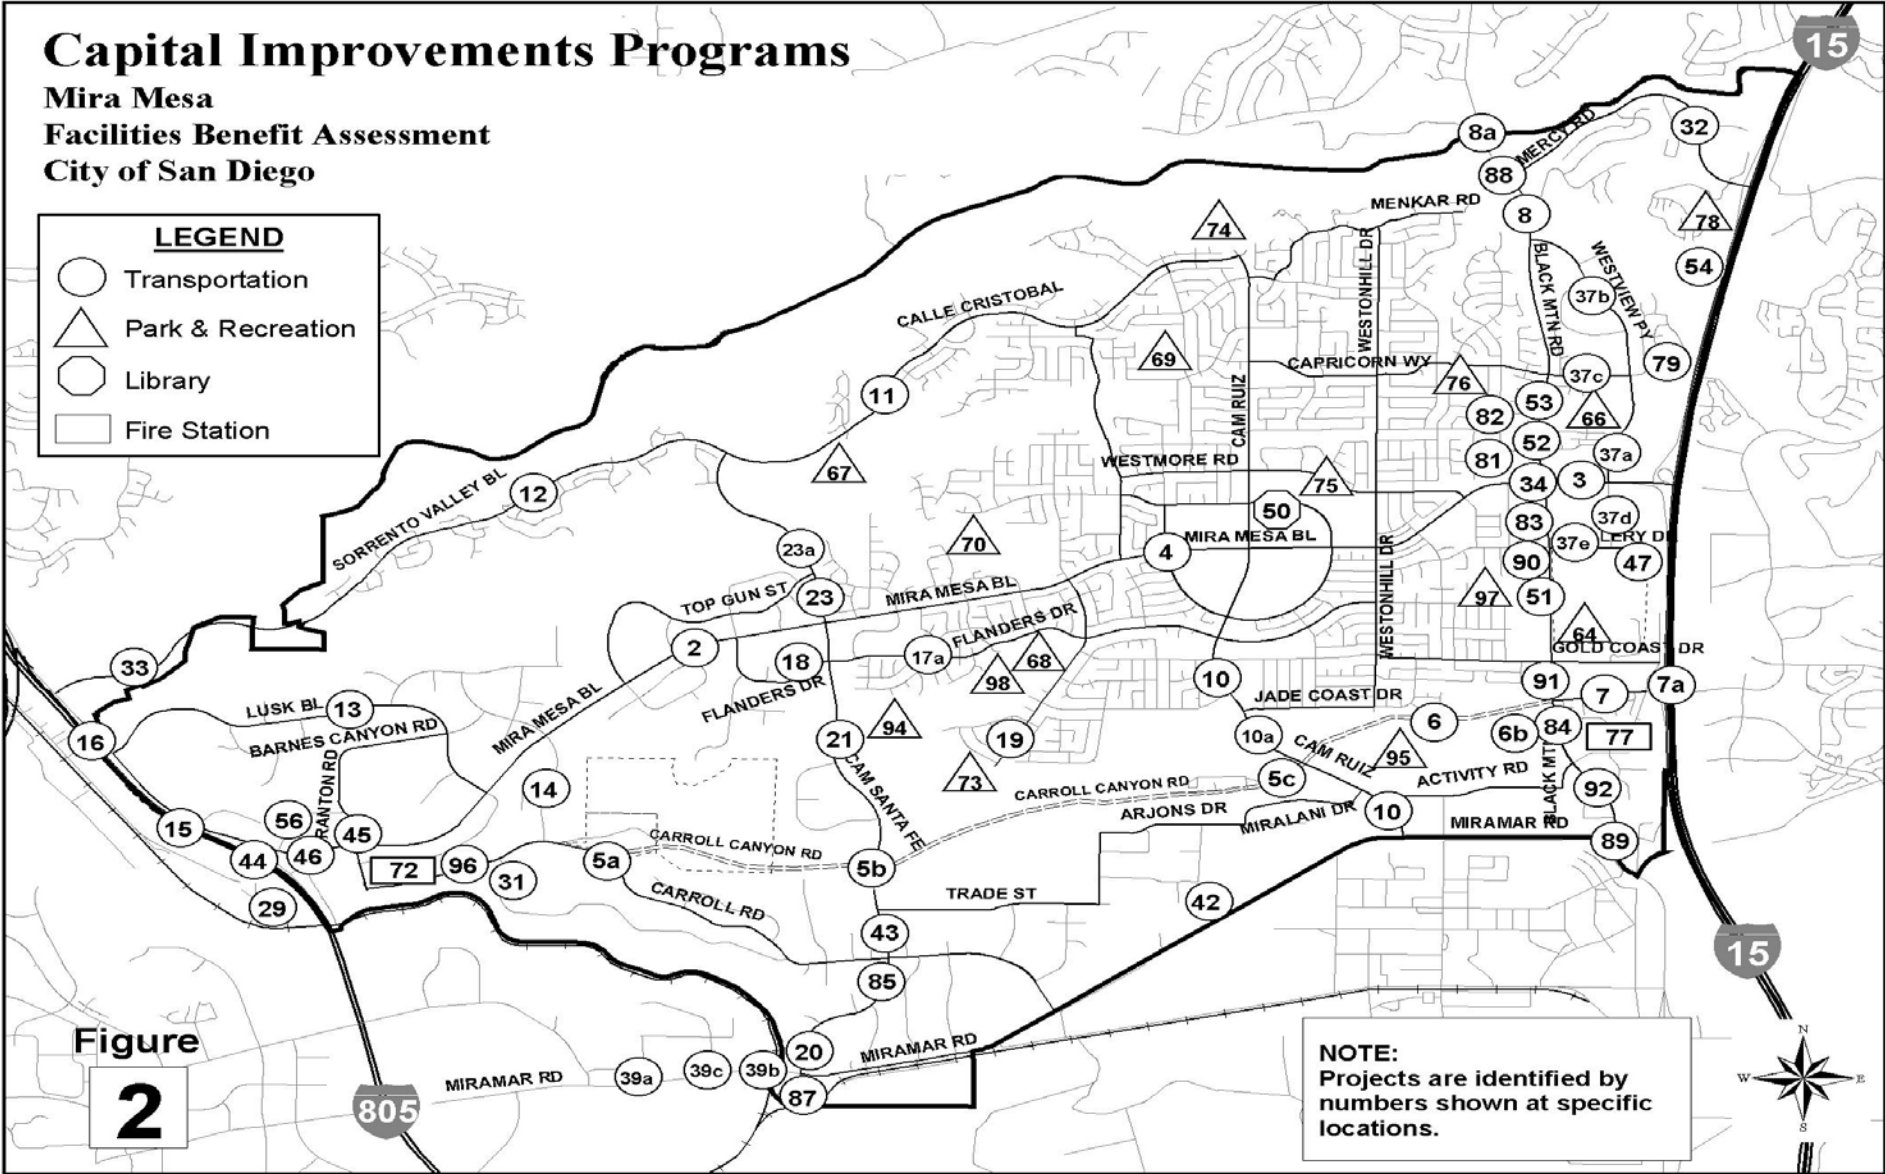 Capital Improvements Programs
Mira Mesa
Facilities Benefit Assessment
City of San Diego
LEGEND
Transportation
Park & Recreation
Library
Fire Station
15
8a
MERCY RD
32
88
MENKAR RD
8
74
78
54
WESTONHILL DR
BLACK MTN RD
WESTVIEW PY
37b
CALLE CRISTOBAL
69
CAPRICORN WY
76
37c
79
11
CAM RUIZ
53
82
66
52
37a
81
67
WESTMORE RD
75
34
3
SORRENTO VALLEY BL
12
50
83
37d
MIRA MESA BL
37e
LERY DR
70
23a
4
90
47
WESTONHILL DR
TOP GUN ST
23
MIRA MESA BL
97
51
FLANDERS DR
64
GOLD COAST DR
33
2
18
17a
68
98
10
91
7
7a
FLANDERS DR
JADE COAST DR
LUSK BL
13
BARNES CANYON RD
MIRA MESA BL
94
6
6b
84
77
16
21
19
10a
95
CAM RUIZ
RANTON RD
14
73
5c
ACTIVITY RD
CAM SANTA FE
CARROLL CANYON RD
ARJONS DR
MIRALANI DR
10
BLACK MTN
92
15
56
45
MIRAMAR RD
89
44
46
72
96
31
5a
CARROLL CANYON RD
5b
29
CARROLL RD
TRADE ST
42
43
15
85
Figure
2
805
MIRAMAR RD
39a
39c
39b
20
MIRAMAR RD
87
NOTE:
Projects are identified by
numbers shown at specific
locations.
N
W
E
S